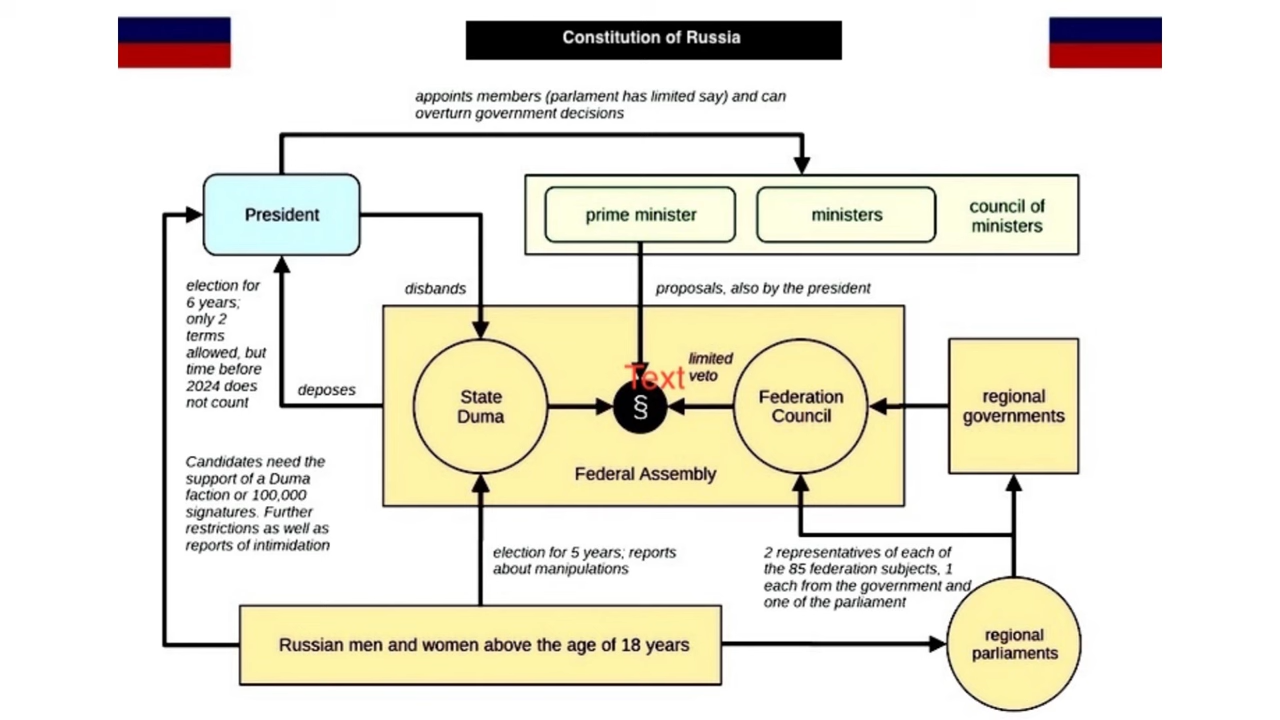 Constitution of Russia
appoints members (parlament has limited say) and can
overturn government decisions
President
prime minister
ministers
council of
ministers
election for
6 years;
only 2
terms
allowed, but
time before
2024 does
not count
disbands
proposals, also by the president
deposes
State
Duma
Text
§
limited
veto
Federation
Council
regional
governments
Federal Assembly
Candidates need the
support of a Duma
faction or 100,000
signatures. Further
restrictions as well as
reports of intimidation
election for 5 years; reports
about manipulations
2 representatives of each of
the 85 federation subjects, 1
each from the government and
one of the parliament
Russian men and women above the age of 18 years
regional
parliaments